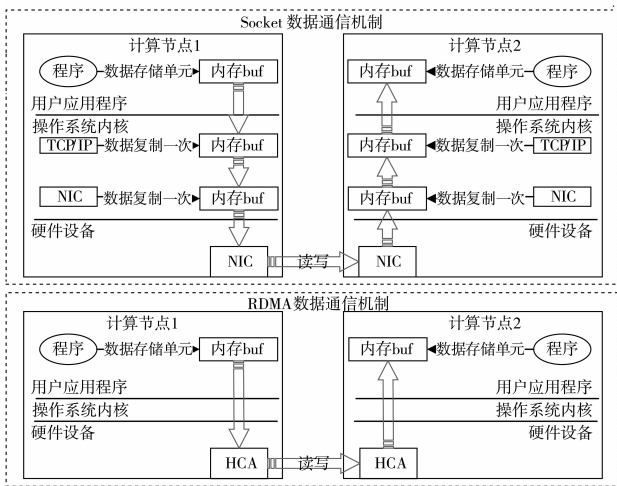 Socket 数据通信机制
计算节点1 计算节点2
程序 数据存储单元 内存buf 内存buf 数据存储单元 程序
用户应用程序 用户应用程序
操作系统内核 操作系统内核
TCP/IP 数据复制一次 内存buf 内存buf 数据复制一次 TCP/IP
NIC 数据复制一次 内存buf 内存buf 数据复制一次 NIC
硬件设备 硬件设备
NIC 读写 NIC
RDMA数据通信机制
计算节点1 计算节点2
程序 数据存储单元 内存buf 内存buf 数据存储单元 程序
用户应用程序 用户应用程序
操作系统内核 操作系统内核
硬件设备 硬件设备
HCA 读写 HCA